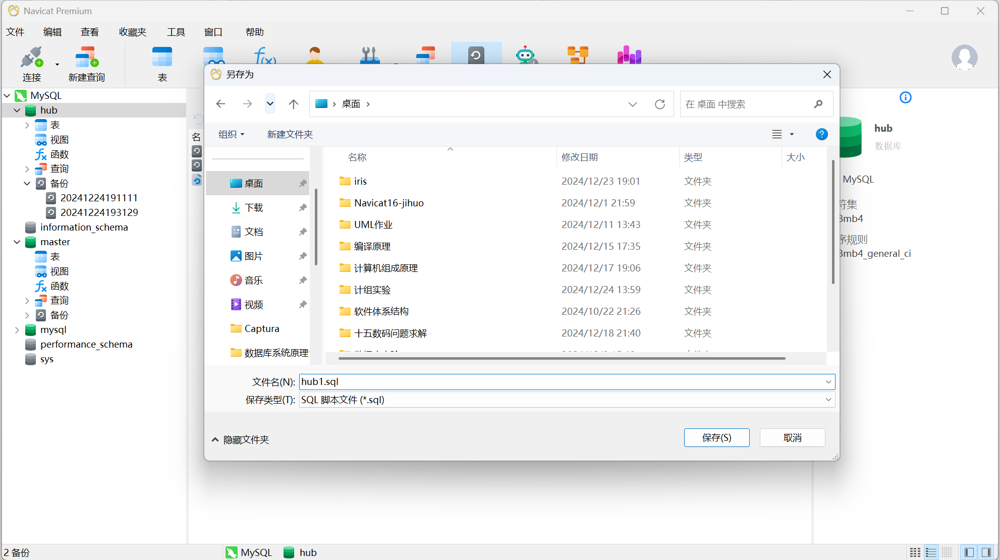 Navicat Premium
文件 编辑 查看 收藏夹 工具 窗口 帮助
连接 新建查询 表
MySQL
hub
表
视图
函数
查询
备份
20241224191111
20241224193129
information_schema
master
表
视图
函数
查询
备份
mysql
performance_schema
sys
名
另存为
桌面
在 桌面 中搜索
组织 新建文件夹
桌面
下载
文档
图片
音乐
视频
Captura
数据库系统原理
名称 修改日期 类型 大小
iris 2024/12/23 19:01 文件夹
Navicat16-jihuo 2024/12/1 21:59 文件夹
UML作业 2024/12/11 13:43 文件夹
编译原理 2024/12/15 17:35 文件夹
计算机组成原理 2024/12/17 19:06 文件夹
计组实验 2024/12/24 13:59 文件夹
软件体系结构 2024/10/22 21:26 文件夹
十五数码问题求解 2024/12/18 21:40 文件夹
文件名(N): hub1.sql
保存类型(T): SQL 脚本文件 (*.sql)
隐藏文件夹 保存(S) 取消
hub
数据库
MySQL
符集
3mb4
序规则
3mb4_general_ci
2 备份 MySQL hub